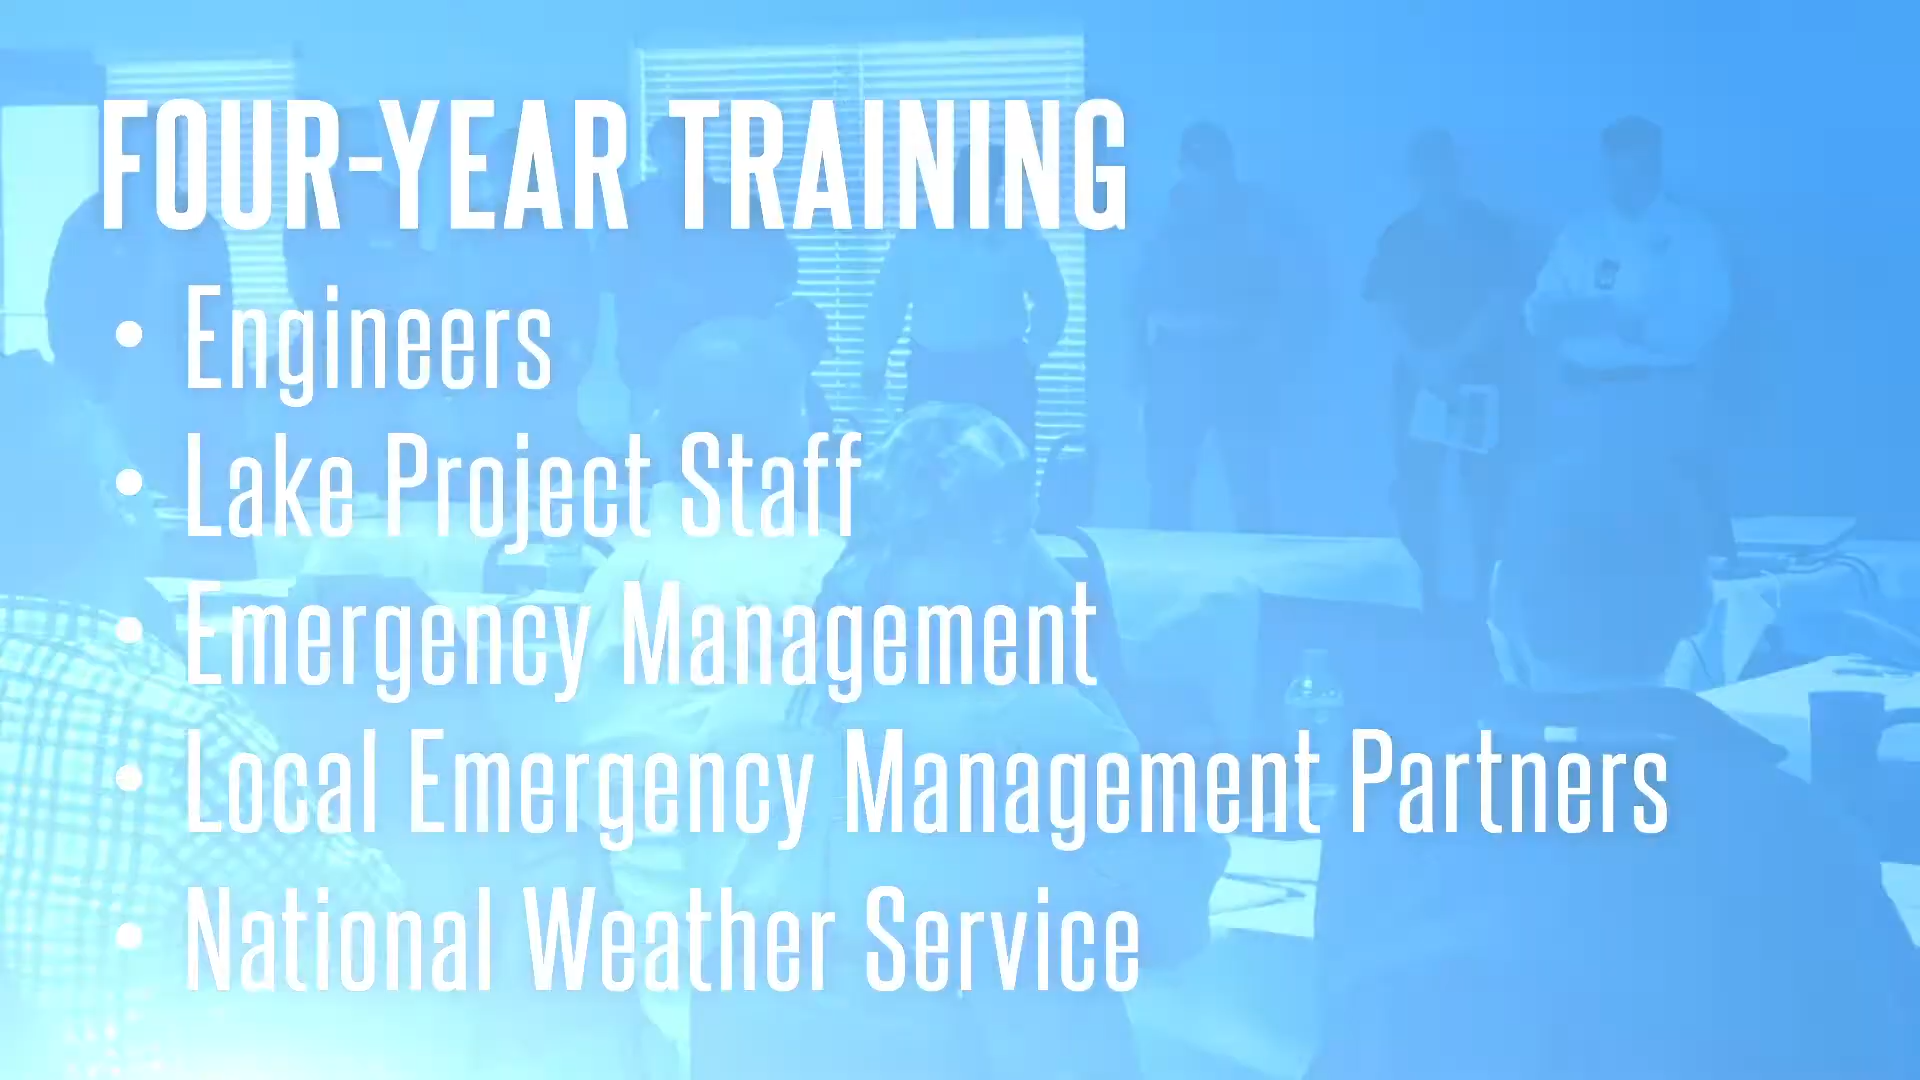 FOUR-YEAR TRAINING
• Engineers
• Lake Project Staff
• Emergency Management
• Local Emergency Management Partners
• National Weather Service